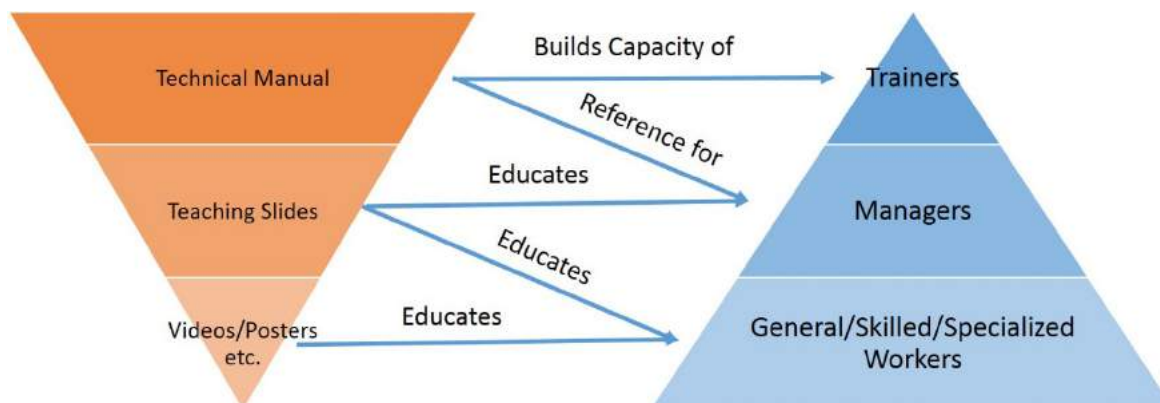 Technical Manual
Builds Capacity of
Trainers
Reference for
Teaching Slides
Educates
Managers
Educates
Videos/Posters
etc.
Educates
General/Skilled/Specialized
Workers